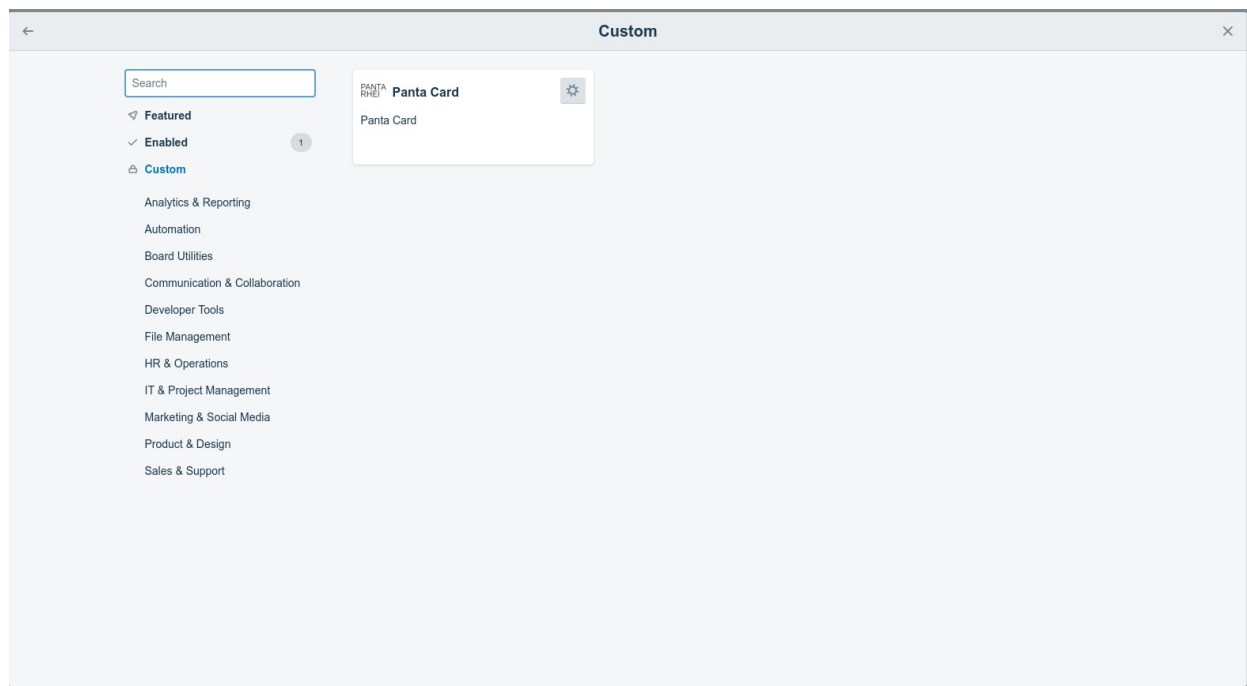 Custom
Search
Featured
Enabled 1
Custom
Analytics & Reporting
Automation
Board Utilities
Communication & Collaboration
Developer Tools
File Management
HR & Operations
IT & Project Management
Marketing & Social Media
Product & Design
Sales & Support
PANTA
RHEI
Panta Card
Panta Card